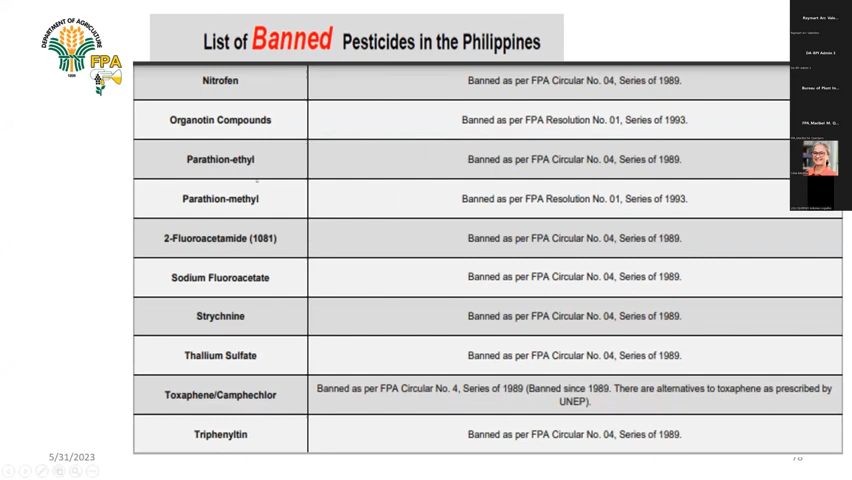 DEPARTMENT OF AGRICULTURE
1898
FPA
List of Banned Pesticides in the Philippines
Nitrofen Banned as per FPA Circular No. 04, Series of 1989.
Organotin Compounds Banned as per FPA Resolution No. 01, Series of 1993.
Parathion-ethyl Banned as per FPA Circular No. 04, Series of 1989.
Parathion-methyl Banned as per FPA Resolution No. 01, Series of 1993.
2-Fluoroacetamide (1081) Banned as per FPA Circular No. 04, Series of 1989.
Sodium Fluoroacetate Banned as per FPA Circular No. 04, Series of 1989.
Strychnine Banned as per FPA Circular No. 04, Series of 1989.
Thallium Sulfate Banned as per FPA Circular No. 04, Series of 1989.
Toxaphene/Camphechlor Banned as per FPA Circular No. 4, Series of 1989 (Banned since 1989. There are alternatives to toxaphene as prescribed by
UNEP).
Triphenyltin Banned as per FPA Circular No. 04, Series of 1989.
5/31/2023
Raymart Arc Vale...
DA BPI Admin 2
Bureau of Plant In...
FPA_Maribel M. Q...